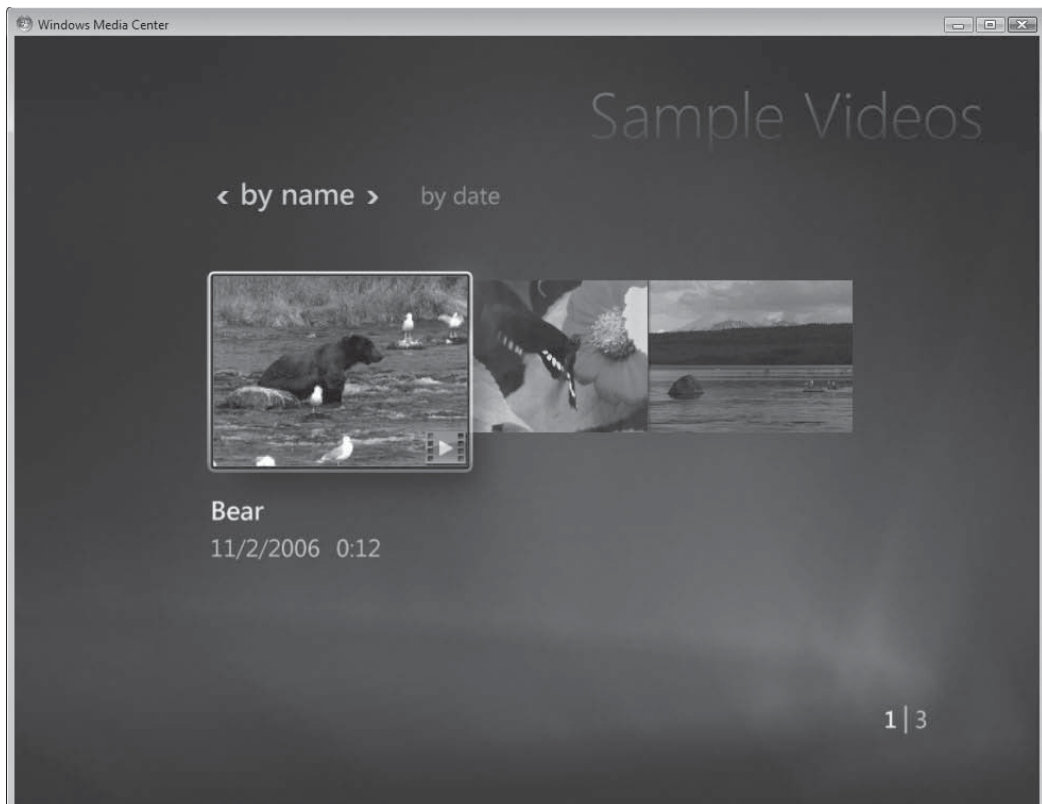 Windows Media Center
Sample Videos
‹ by name › by date
Bear
11/2/2006 0:12
1 | 3